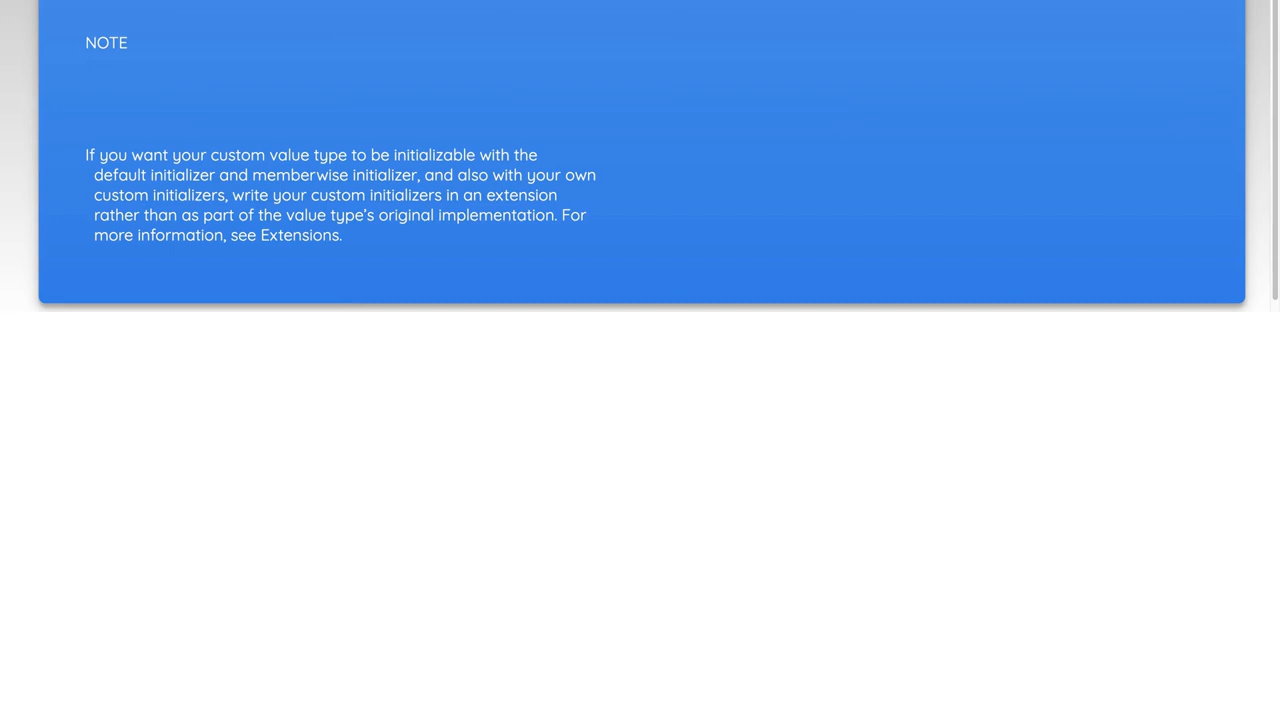 NOTE
If you want your custom value type to be initializable with the
default initializer and memberwise initializer, and also with your own
custom initializers, write your custom initializers in an extension
rather than as part of the value type’s original implementation. For
more information, see Extensions.